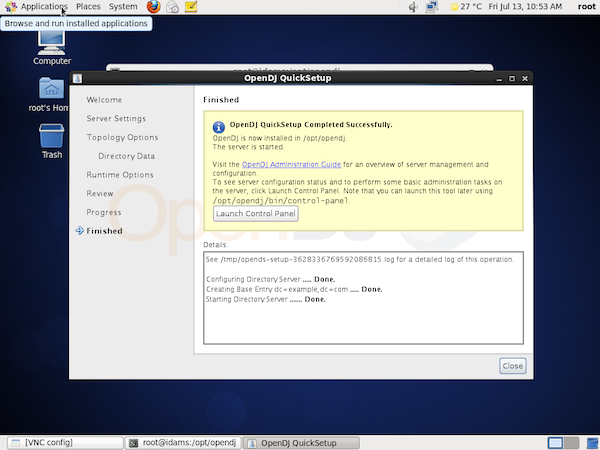 Applications Places System 27 °C Fri Jul 13, 10:53 AM root
Browse and run installed applications
Computer
root's Hom
Trash
OpenDJ QuickSetup
Welcome
Server Settings
Topology Options
Directory Data
Runtime Options
Review
Progress
Finished
Finished
OpenDJ QuickSetup Completed Successfully.
OpenDJ is now installed in /opt/opendj.
The server is started.
Visit the OpenDJ Administration Guide for an overview of server management and
configuration.
To see server configuration status and to perform some basic administration tasks on
the server, click Launch Control Panel. Note that you can launch this tool later using
/opt/opendj/bin/control-panel.
Launch Control Panel
Details:
See /tmp/opends-setup-3628336769592086815.log for a detailed log of this operation.
Configuring Directory Server ..... Done.
Creating Base Entry dc=example,dc=com ..... Done.
Starting Directory Server ....... Done.
Close
[VNC config] root@idams:/opt/opendj OpenDJ QuickSetup